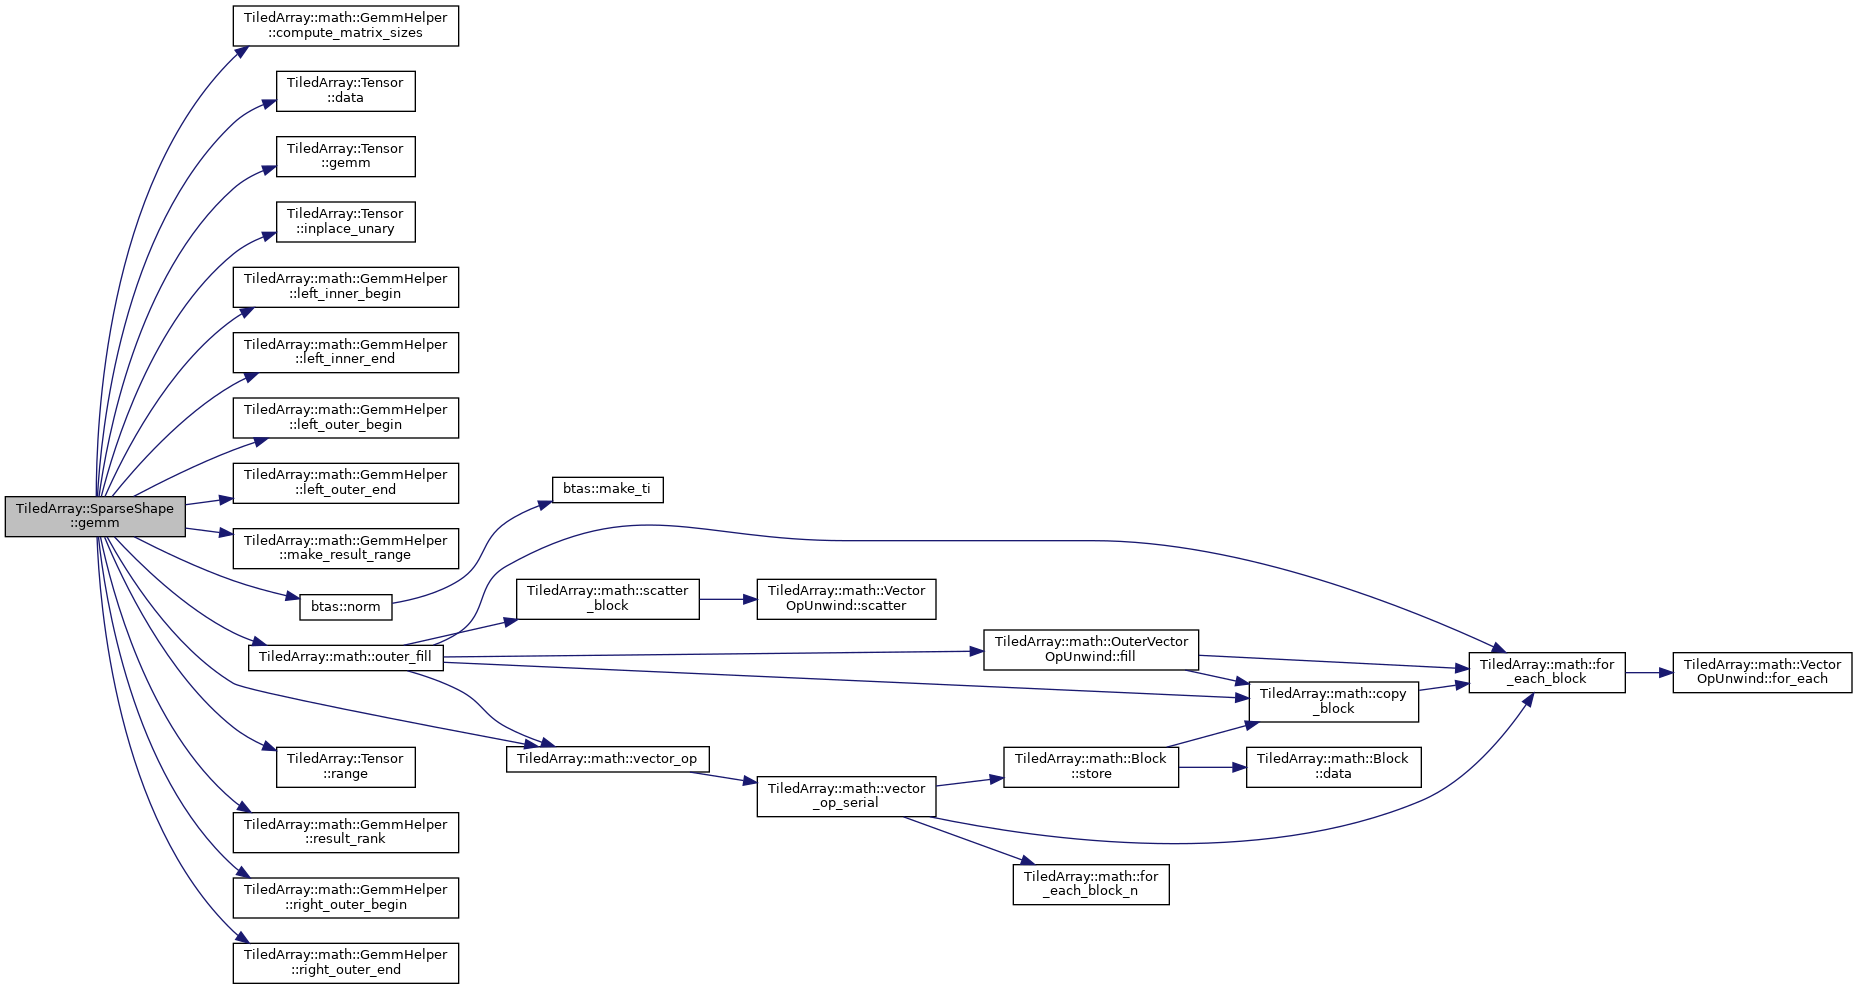 TiledArray::SparseShape
::gemm
TiledArray::math::GemmHelper
::compute_matrix_sizes
TiledArray::Tensor
::data
TiledArray::Tensor
::gemm
TiledArray::Tensor
::inplace_unary
TiledArray::math::GemmHelper
::left_inner_begin
TiledArray::math::GemmHelper
::left_inner_end
TiledArray::math::GemmHelper
::left_outer_begin
TiledArray::math::GemmHelper
::left_outer_end
TiledArray::math::GemmHelper
::make_result_range
btas::norm
TiledArray::math::outer_fill
TiledArray::Tensor
::range
TiledArray::math::GemmHelper
::result_rank
TiledArray::math::GemmHelper
::right_outer_begin
TiledArray::math::GemmHelper
::right_outer_end
btas::make_ti
TiledArray::math::scatter
_block
TiledArray::math::vector_op
TiledArray::math::Vector
OpUnwind::scatter
TiledArray::math::vector
_op_serial
TiledArray::math::OuterVector
OpUnwind::fill
TiledArray::math::Block
::store
TiledArray::math::for
_each_block_n
TiledArray::math::copy
_block
TiledArray::math::Block
::data
TiledArray::math::for
_each_block
TiledArray::math::Vector
OpUnwind::for_each